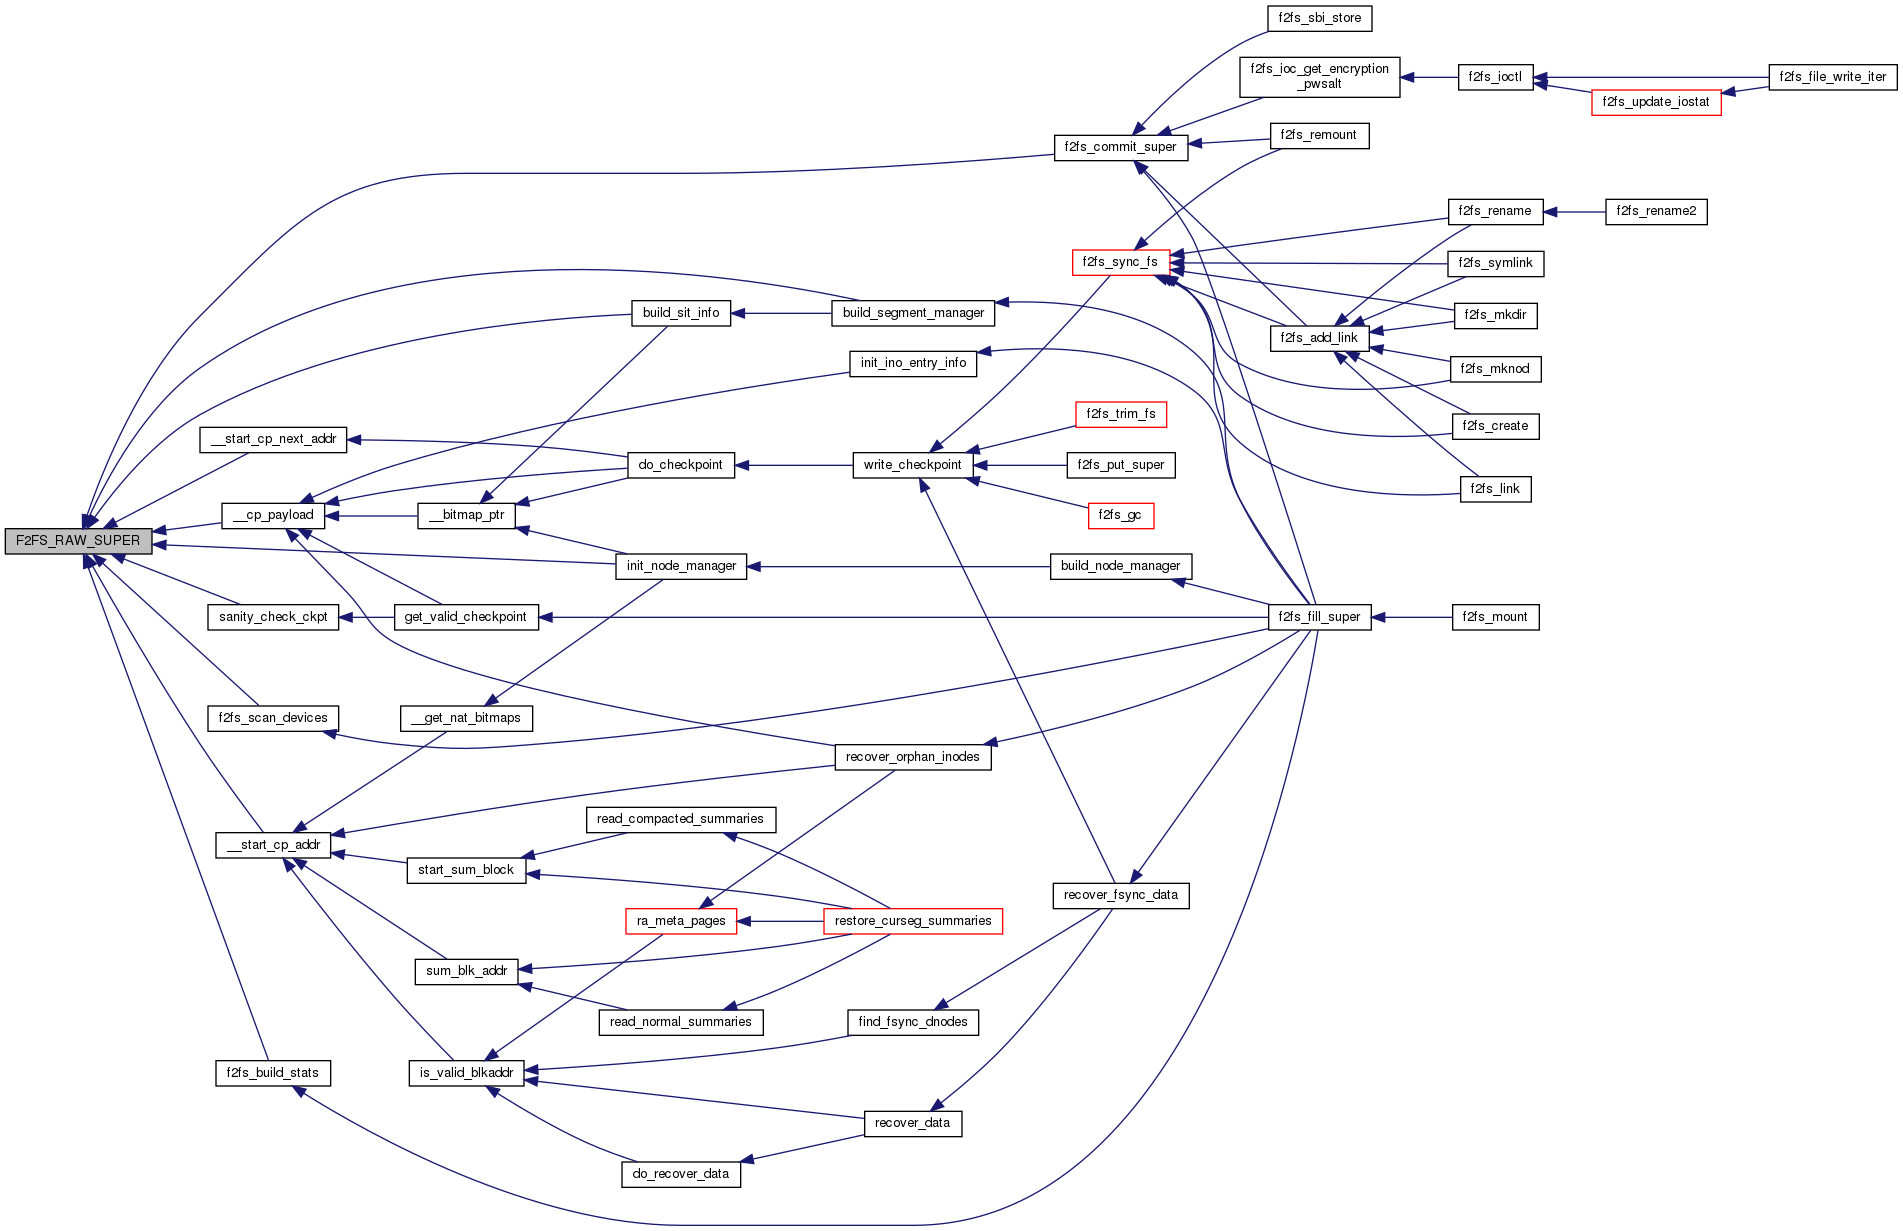 f2fs_sbi_store
f2fs_ioc_get_encryption
_pwsalt
f2fs_ioctl
f2fs_file_write_iter
f2fs_update_iostat
f2fs_remount
f2fs_commit_super
f2fs_rename
f2fs_rename2
f2fs_sync_fs
f2fs_symlink
build_sit_info
build_segment_manager
f2fs_mkdir
f2fs_add_link
init_ino_entry_info
f2fs_mknod
f2fs_trim_fs
__start_cp_next_addr
f2fs_create
do_checkpoint
write_checkpoint
f2fs_put_super
f2fs_link
__cp_payload
__bitmap_ptr
f2fs_gc
F2FS_RAW_SUPER
init_node_manager
build_node_manager
sanity_check_ckpt
get_valid_checkpoint
f2fs_fill_super
f2fs_mount
f2fs_scan_devices
__get_nat_bitmaps
recover_orphan_inodes
read_compacted_summaries
__start_cp_addr
start_sum_block
recover_fsync_data
ra_meta_pages
restore_curseg_summaries
sum_blk_addr
read_normal_summaries
find_fsync_dnodes
f2fs_build_stats
is_valid_blkaddr
recover_data
do_recover_data